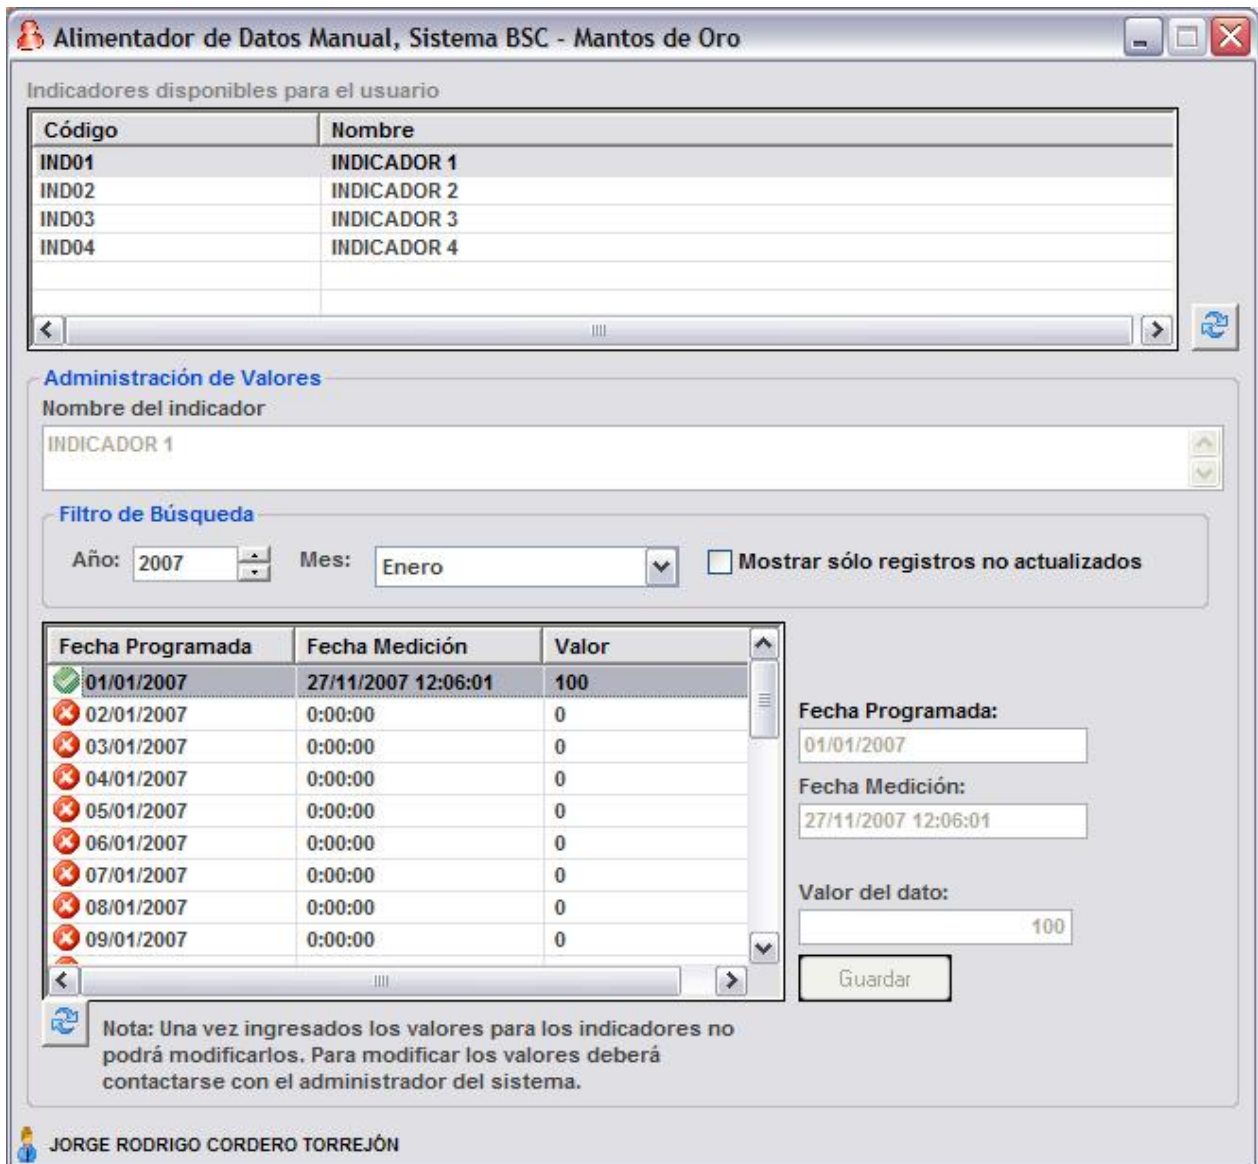 Alimentador de Datos Manual, Sistema BSC - Mantos de Oro
Indicadores disponibles para el usuario
Código Nombre
IND01 INDICADOR 1
IND02 INDICADOR 2
IND03 INDICADOR 3
IND04 INDICADOR 4
Administración de Valores
Nombre del indicador
INDICADOR 1
Filtro de Búsqueda
Año: 2007 Mes: Enero Mostrar sólo registros no actualizados
Fecha Programada Fecha Medición Valor
01/01/2007 27/11/2007 12:06:01 100
02/01/2007 0:00:00 0
03/01/2007 0:00:00 0
04/01/2007 0:00:00 0
05/01/2007 0:00:00 0
06/01/2007 0:00:00 0
07/01/2007 0:00:00 0
08/01/2007 0:00:00 0
09/01/2007 0:00:00 0
Fecha Programada:
01/01/2007
Fecha Medición:
27/11/2007 12:06:01
Valor del dato:
100
Guardar
Nota: Una vez ingresados los valores para los indicadores no
podrá modificarlos. Para modificar los valores deberá
contactarse con el administrador del sistema.
JORGE RODRIGO CORDERO TORREJÓN